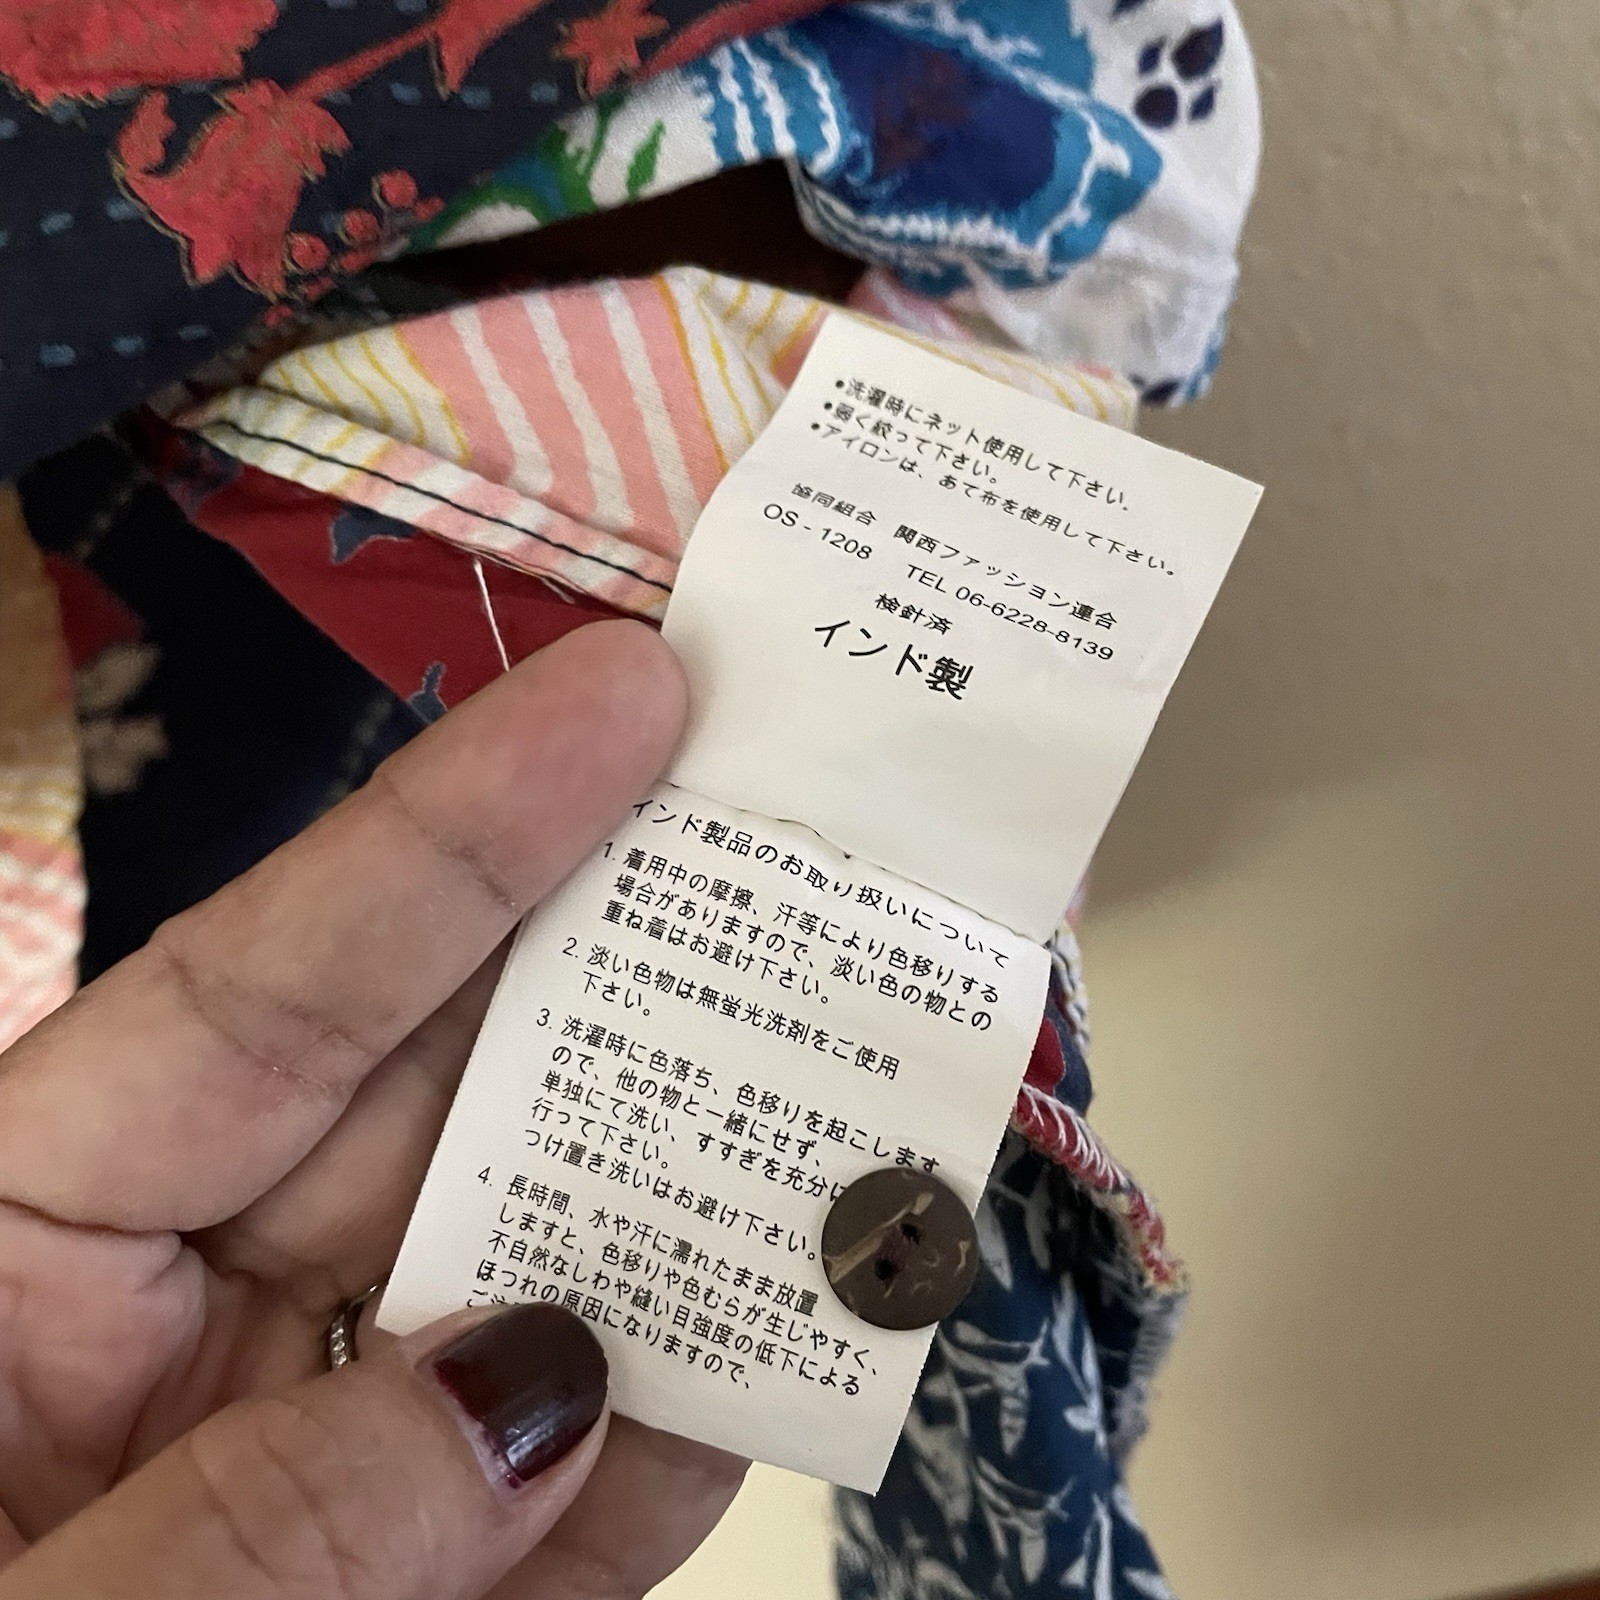 ●洗濯時にネット使用して下さい。
●弱く絞って下さい。
●アイロンは、あて布を使用して下さい。
協同組合 関西ファッション連合
OS - 1208 TEL 06-6228-8139
検針済
インド製
インド製品のお取り扱いについて
1. 着用中の摩擦、汗等により色移りする
場合がありますので、淡い色の物との
重ね着はお避け下さい。
2. 淡い色物は無蛍光洗剤をご使用
下さい。
3. 洗濯時に色落ち、色移りを起こします
ので、他の物と一緒にせず、
単独にて洗い、すすぎを充分に
行って下さい。
つけ置き洗いはお避け下さい。
4. 長時間、水や汗に濡れたまま放置
しますと、色移りや色むらが生じやすく、
不自然なしわや縫い目強度の低下による
ほつれの原因になりますので、
ご注